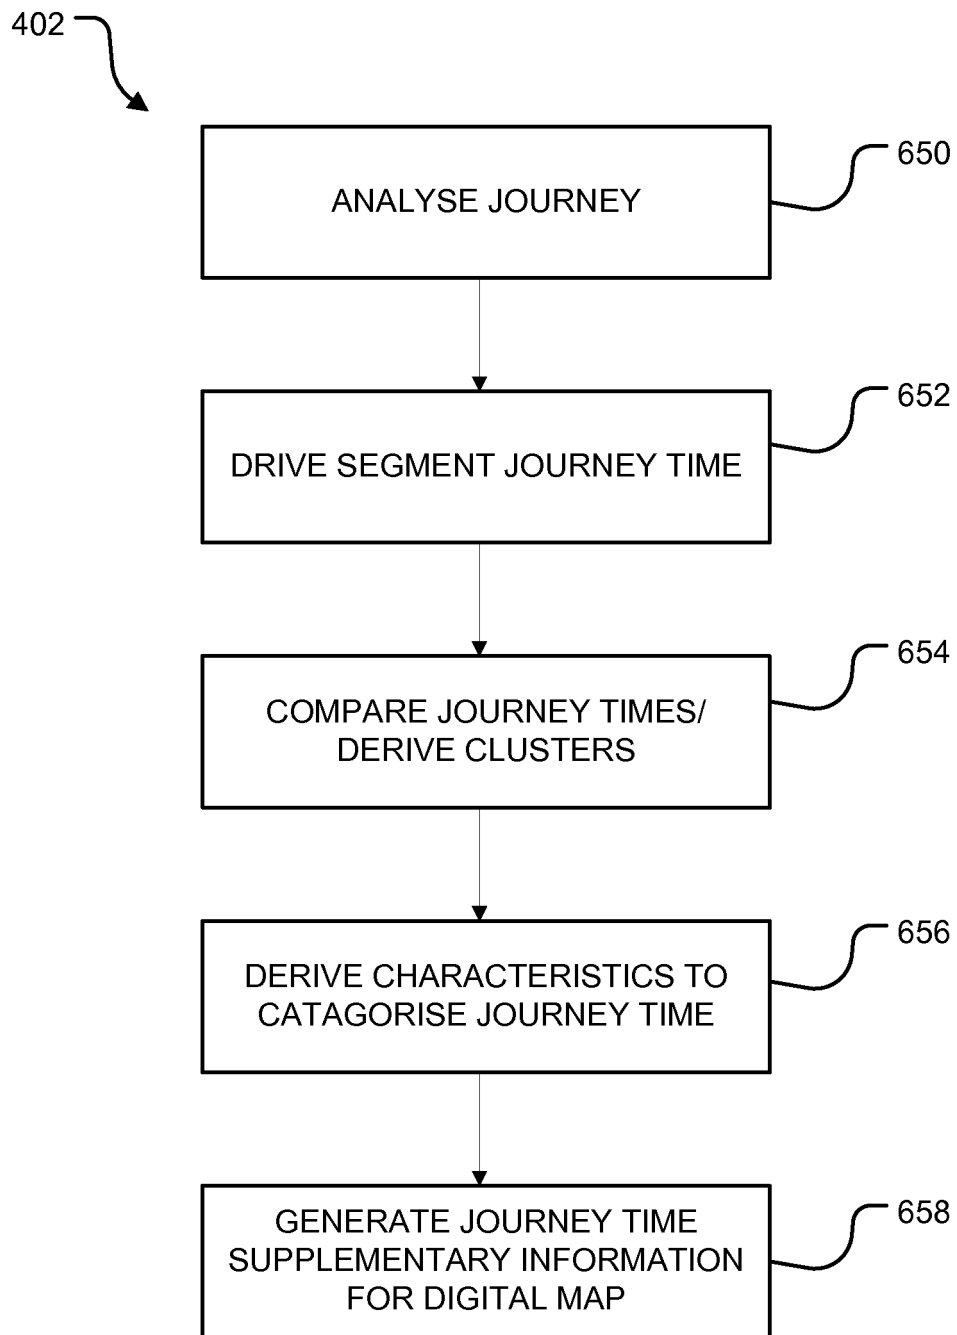 402
650
ANALYSE JOURNEY
652
DRIVE SEGMENT JOURNEY TIME
654
COMPARE JOURNEY TIMES/
DERIVE CLUSTERS
656
DERIVE CHARACTERISTICS TO
CATAGORISE JOURNEY TIME
658
GENERATE JOURNEY TIME
SUPPLEMENTARY INFORMATION
FOR DIGITAL MAP